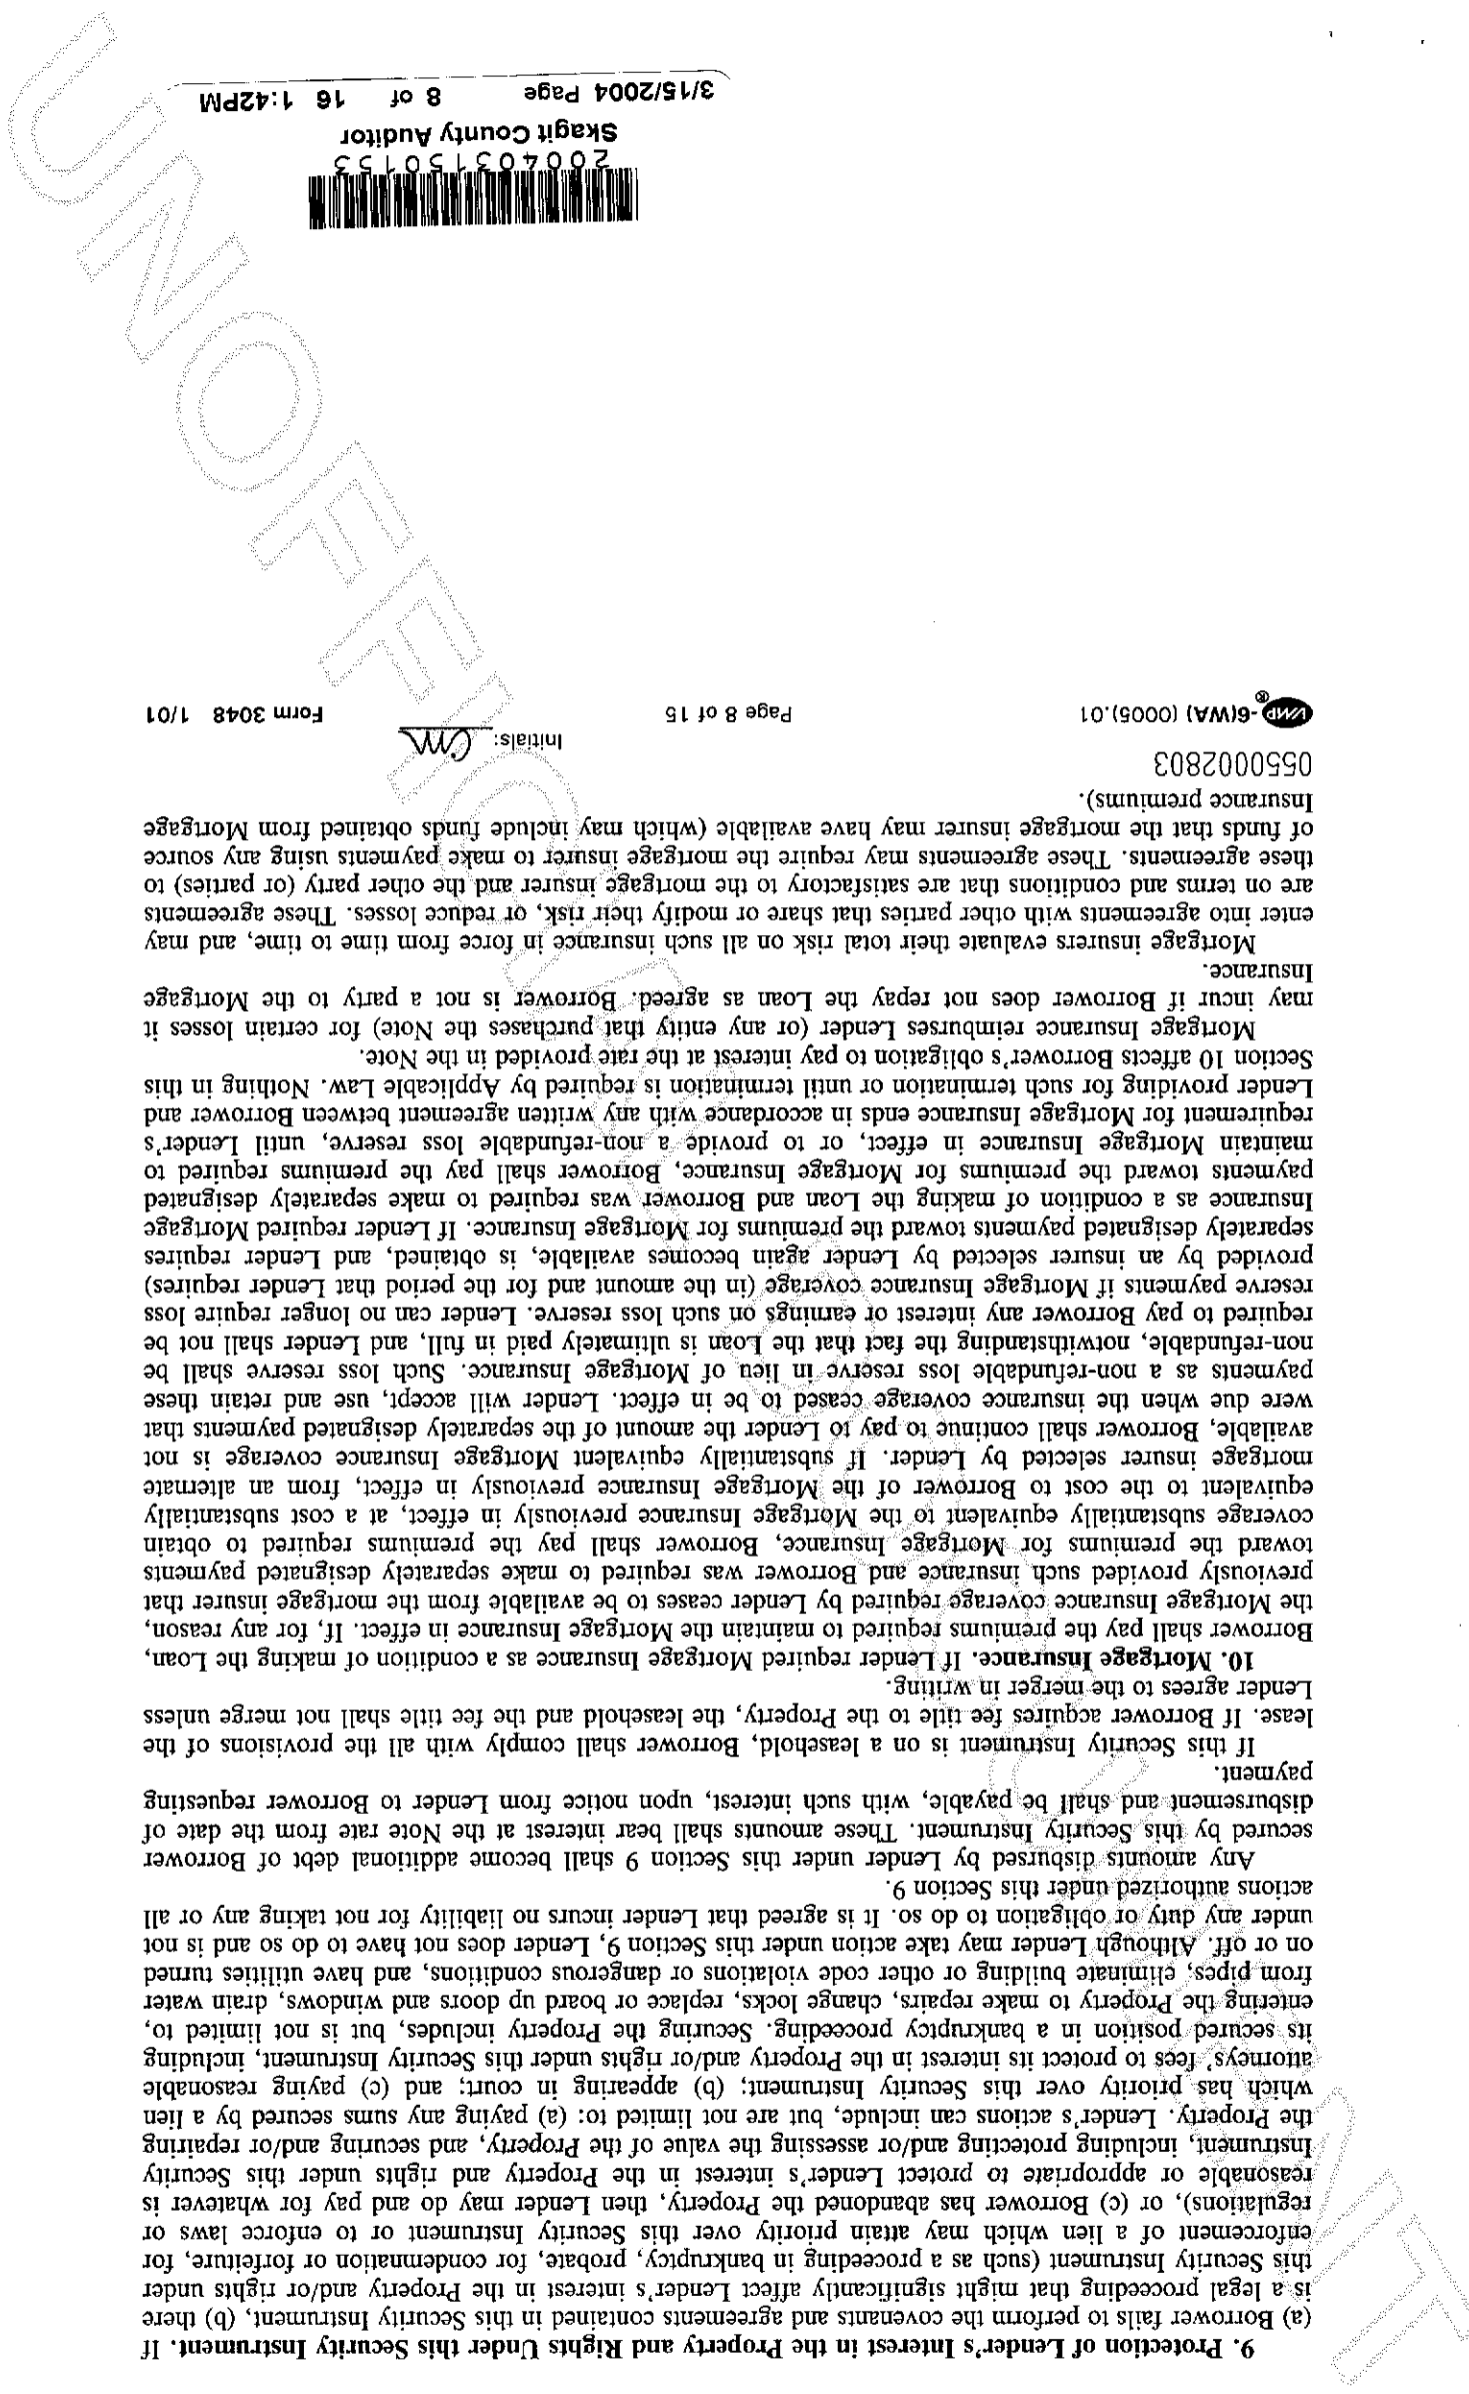 9. Protection of Lender's Interest in the Property and Rights Under this Security Instrument. If
(a) Borrower fails to perform the covenants and agreements contained in this Security Instrument, (b) there
is a legal proceeding that might significantly affect Lender's interest in the Property and/or rights under
this Security Instrument (such as a proceeding in bankruptcy, probate, for condemnation or forfeiture, for
enforcement of a lien which may attain priority over this Security Instrument or to enforce laws or
regulations), or (c) Borrower has abandoned the Property, then Lender may do and pay for whatever is
reasonable or appropriate to protect Lender's interest in the Property and rights under this Security
Instrument, including protecting and/or assessing the value of the Property, and securing and/or repairing
the Property. Lender's actions can include, but are not limited to: (a) paying any sums secured by a lien
which has priority over this Security Instrument; (b) appearing in court; and (c) paying reasonable
attorneys' fees to protect its interest in the Property and/or rights under this Security Instrument, including
its secured position in a bankruptcy proceeding. Securing the Property includes, but is not limited to,
entering the Property to make repairs, change locks, replace or board up doors and windows, drain water
from pipes, eliminate building or other code violations or dangerous conditions, and have utilities turned
on or off. Although Lender may take action under this Section 9, Lender does not have to do so and is not
under any duty or obligation to do so. It is agreed that Lender incurs no liability for not taking any or all
actions authorized under this Section 9.
Any amounts disbursed by Lender under this Section 9 shall become additional debt of Borrower
secured by this Security Instrument. These amounts shall bear interest at the Note rate from the date of
disbursement and shall be payable, with such interest, upon notice from Lender to Borrower requesting
payment.
If this Security Instrument is on a leasehold, Borrower shall comply with all the provisions of the
lease. If Borrower acquires fee title to the Property, the leasehold and the fee title shall not merge unless
Lender agrees to the merger in writing.
10. Mortgage Insurance. If Lender required Mortgage Insurance as a condition of making the Loan,
Borrower shall pay the premiums required to maintain the Mortgage Insurance in effect. If, for any reason,
the Mortgage Insurance coverage required by Lender ceases to be available from the mortgage insurer that
previously provided such insurance and Borrower was required to make separately designated payments
toward the premiums for Mortgage Insurance, Borrower shall pay the premiums required to obtain
coverage substantially equivalent to the Mortgage Insurance previously in effect, at a cost substantially
equivalent to the cost to Borrower of the Mortgage Insurance previously in effect, from an alternate
mortgage insurer selected by Lender. If substantially equivalent Mortgage Insurance coverage is not
available, Borrower shall continue to pay to Lender the amount of the separately designated payments that
were due when the insurance coverage ceased to be in effect. Lender will accept, use and retain these
payments as a non-refundable loss reserve in lieu of Mortgage Insurance. Such loss reserve shall be
non-refundable, notwithstanding the fact that the Loan is ultimately paid in full, and Lender shall not be
required to pay Borrower any interest or earnings on such loss reserve. Lender can no longer require loss
reserve payments if Mortgage Insurance coverage (in the amount and for the period that Lender requires)
provided by an insurer selected by Lender again becomes available, is obtained, and Lender requires
separately designated payments toward the premiums for Mortgage Insurance. If Lender required Mortgage
Insurance as a condition of making the Loan and Borrower was required to make separately designated
payments toward the premiums for Mortgage Insurance, Borrower shall pay the premiums required to
maintain Mortgage Insurance in effect, or to provide a non-refundable loss reserve, until Lender's
requirement for Mortgage Insurance ends in accordance with any written agreement between Borrower and
Lender providing for such termination or until termination is required by Applicable Law. Nothing in this
Section 10 affects Borrower's obligation to pay interest at the rate provided in the Note.
Mortgage Insurance reimburses Lender (or any entity that purchases the Note) for certain losses it
may incur if Borrower does not repay the Loan as agreed. Borrower is not a party to the Mortgage
Insurance.
Mortgage insurers evaluate their total risk on all such insurance in force from time to time, and may
enter into agreements with other parties that share or modify their risk, or reduce losses. These agreements
are on terms and conditions that are satisfactory to the mortgage insurer and the other party (or parties) to
these agreements. These agreements may require the mortgage insurer to make payments using any source
of funds that the mortgage insurer may have available (which may include funds obtained from Mortgage
Insurance premiums).
0550002803
Initials: Cm
VMP®-6(WA) (0005).01 Page 8 of 15 Form 3048 1/01
200403150153
Skagit County Auditor
3/15/2004 Page 8 of 16 1:42PM
UNOFFICIAL DOCUMENT